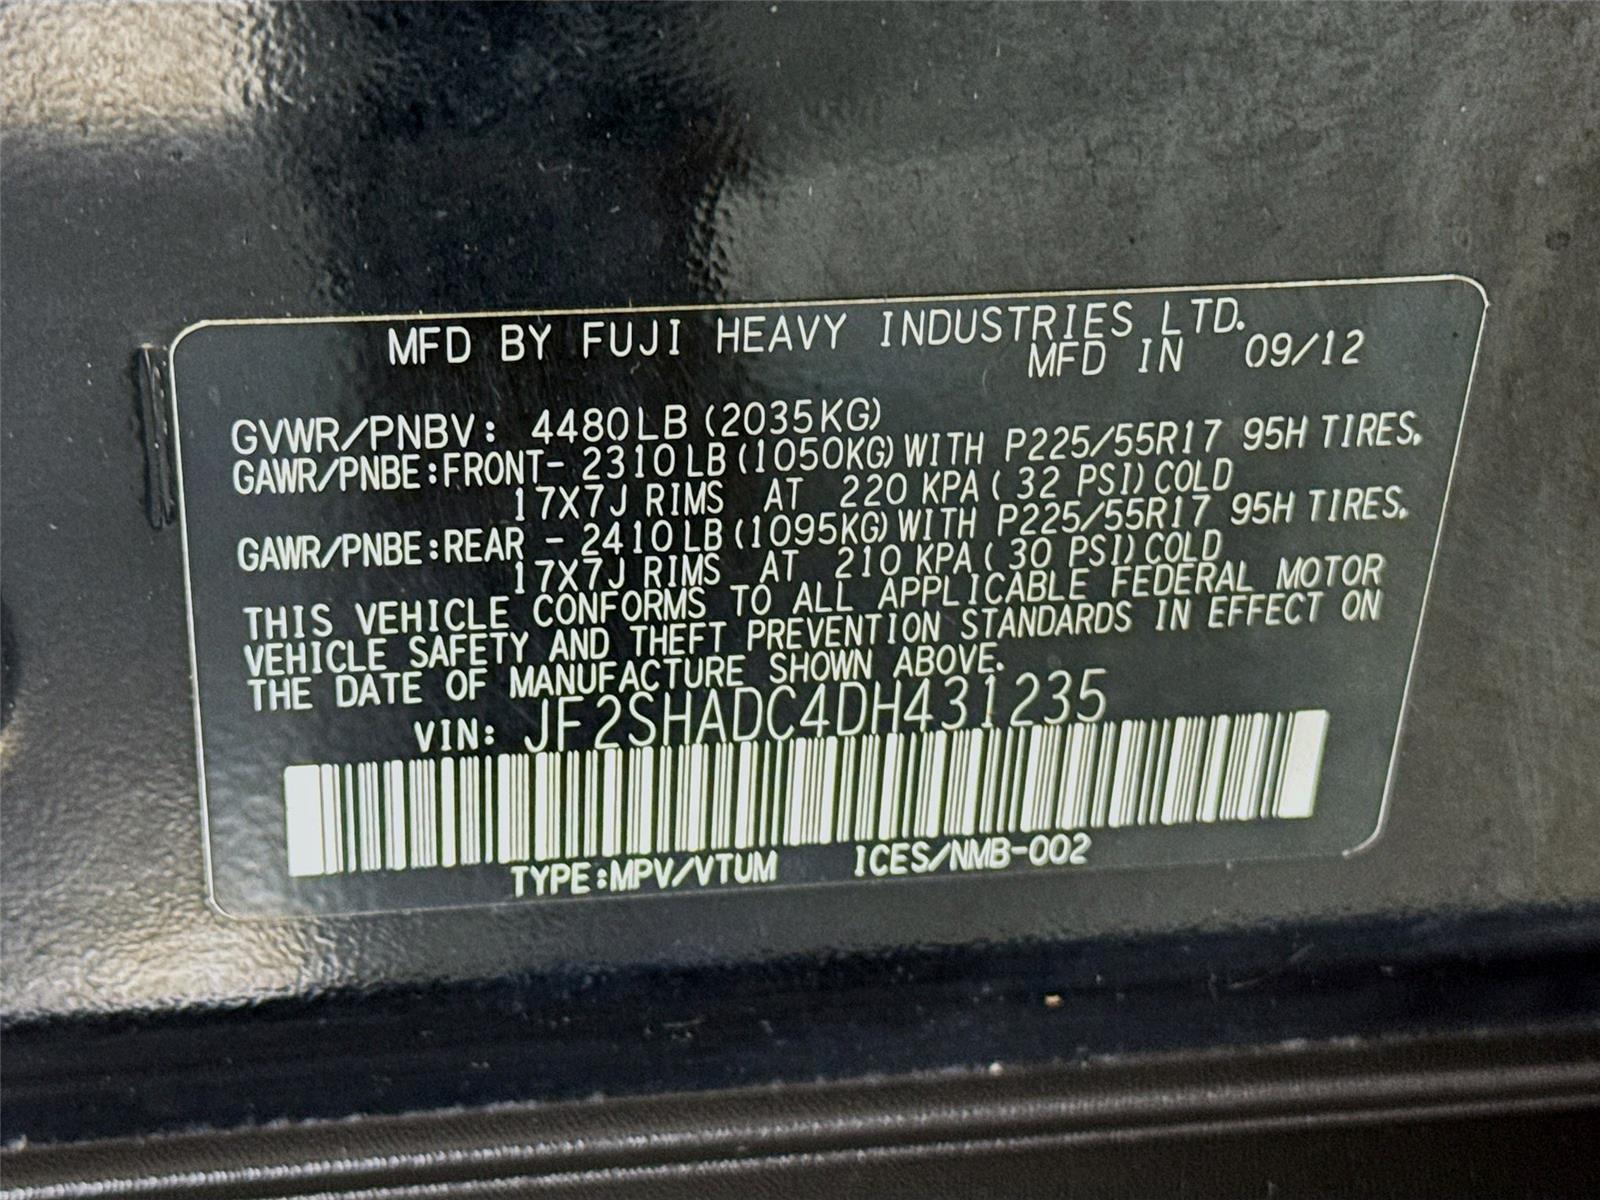 MFD BY FUJI HEAVY INDUSTRIES LTD.
MFD IN 09/12
GVWR/PNBV: 4480LB (2035KG)
GAWR/PNBE:FRONT- 2310LB (1050KG) WITH P225/55R17 95H TIRES,
17X7J RIMS AT 220 KPA ( 32 PSI) COLD
GAWR/PNBE:REAR - 2410LB (1095KG) WITH P225/55R17 95H TIRES,
17X7J RIMS AT 210 KPA ( 30 PSI) COLD
THIS VEHICLE CONFORMS TO ALL APPLICABLE FEDERAL MOTOR
VEHICLE SAFETY AND THEFT PREVENTION STANDARDS IN EFFECT ON
THE DATE OF MANUFACTURE SHOWN ABOVE.
VIN: JF2SHADC4DH431235
TYPE:MPV/VTUM ICES/NMB-002